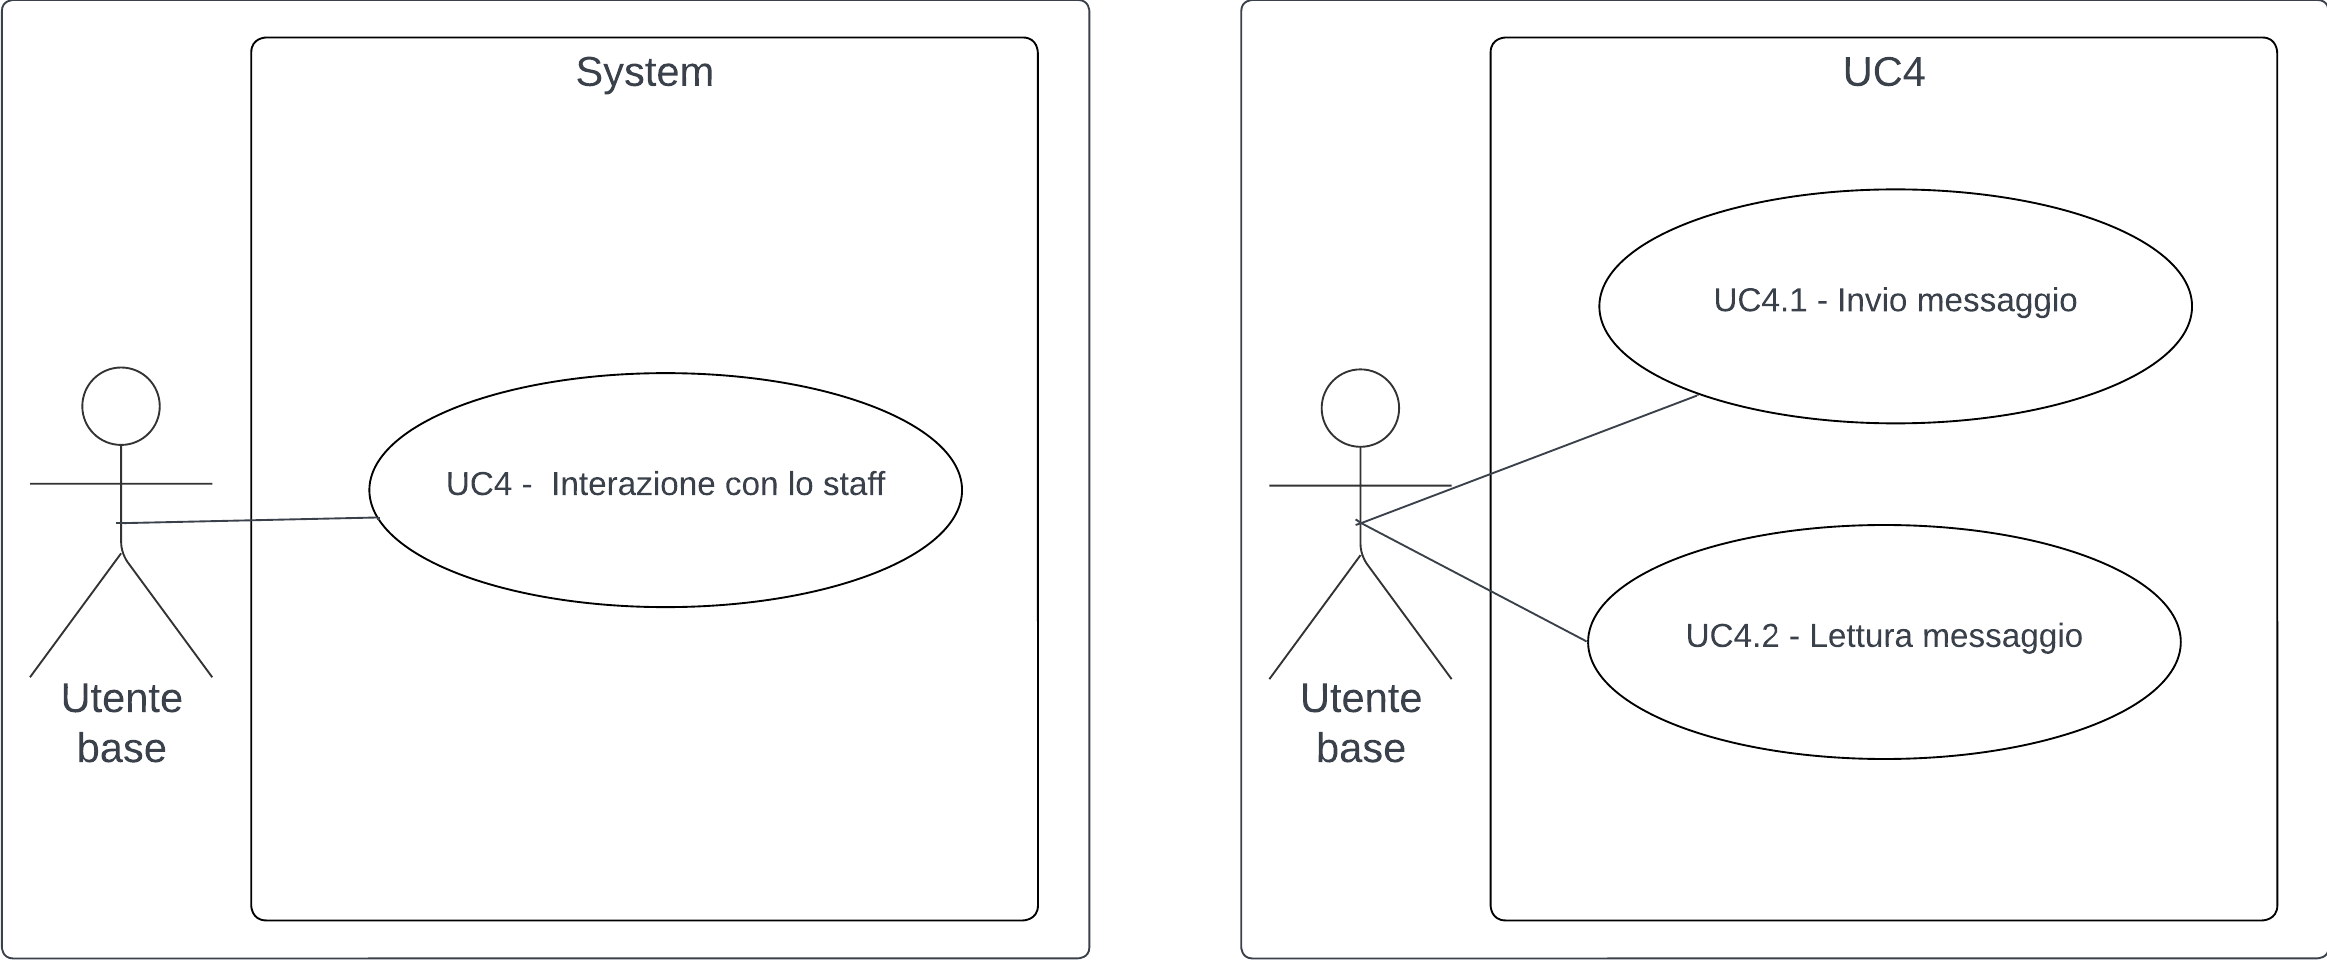 System
UC4 - Interazione con lo staff
Utente
base
UC4
UC4.1 - Invio messaggio
UC4.2 - Lettura messaggio
Utente
base